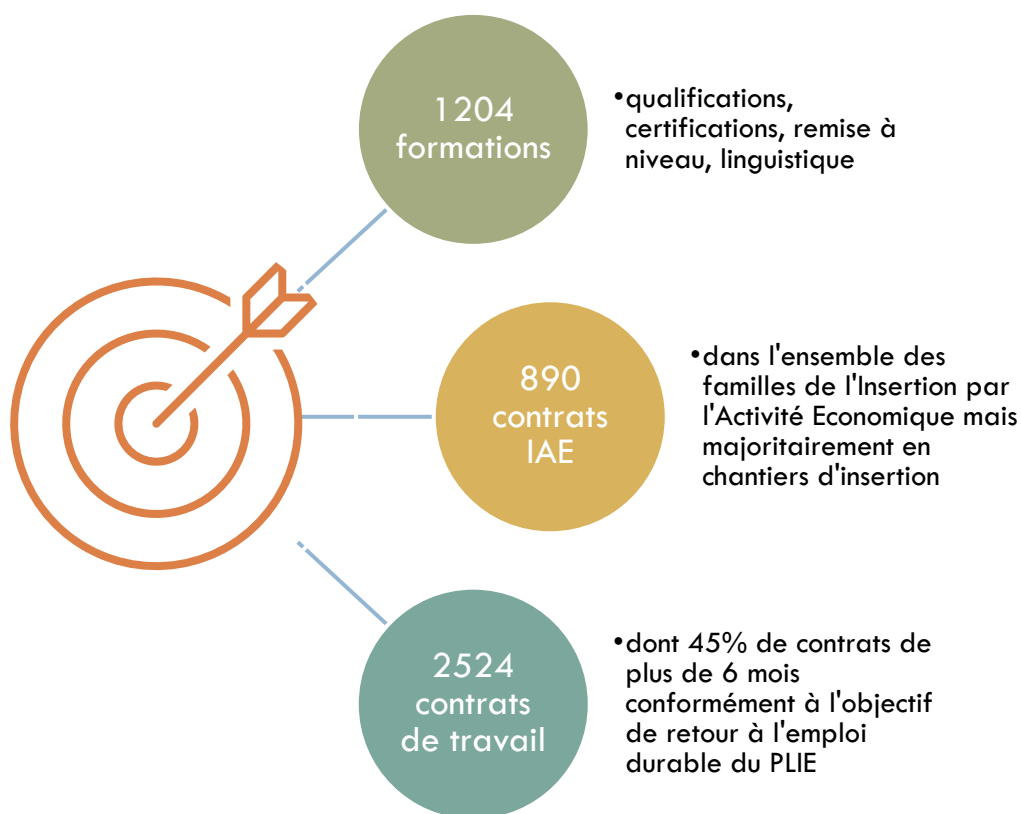 1204
formations
•qualifications,
certifications, remise à
niveau, linguistique
890
contrats
IAE
•dans l'ensemble des
familles de l'Insertion par
l'Activité Economique mais
majoritairement en
chantiers d'insertion
2524
contrats
de travail
•dont 45% de contrats de
plus de 6 mois
conformément à l'objectif
de retour à l'emploi
durable du PLIE